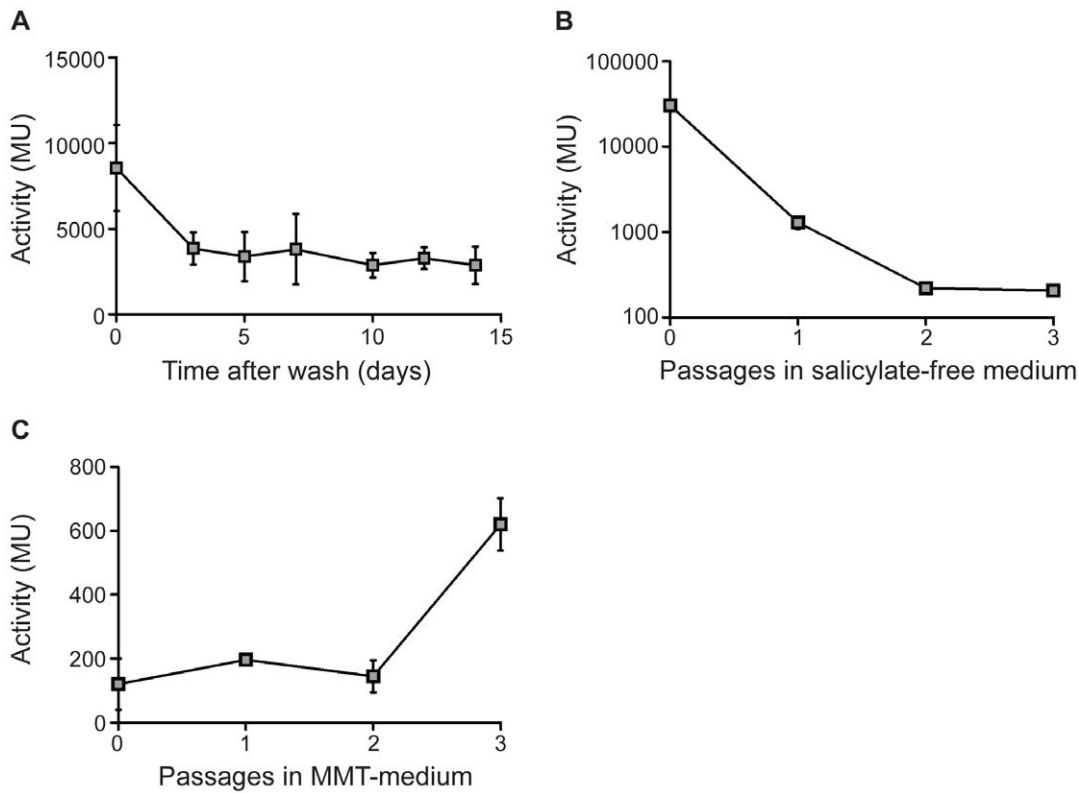 A
15000
10000
5000
0
Activity (MU)
0 5 10 15
Time after wash (days)
B
100000
10000
1000
100
Activity (MU)
0 1 2 3
Passages in salicylate-free medium
C
800
600
400
200
0
Activity (MU)
0 1 2 3
Passages in MMT-medium